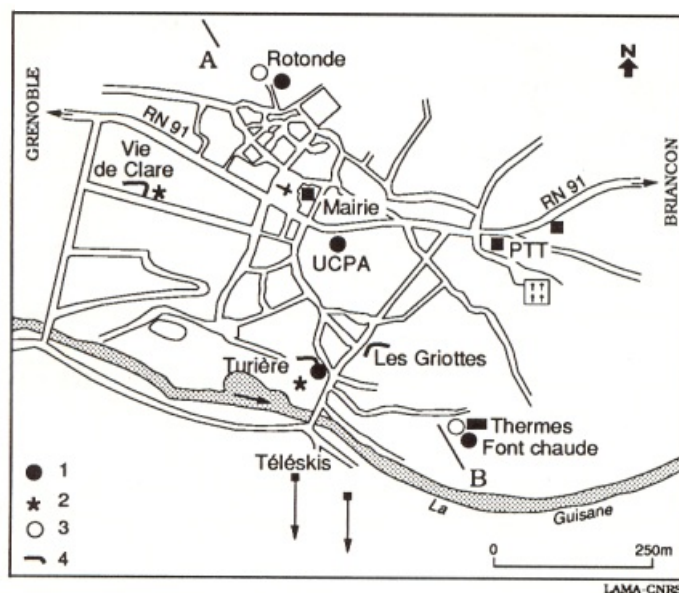 A
Rotonde
N
GRENOBLE
RN 91
Vie
de Clare
Mairie
RN 91
BRIANCON
UCPA
PTT
Turière
Les Griottes
Thermes
Font chaude
B
Téléskis
La
Guisane
1
2
3
4
0
250m
LAMA-CNRS